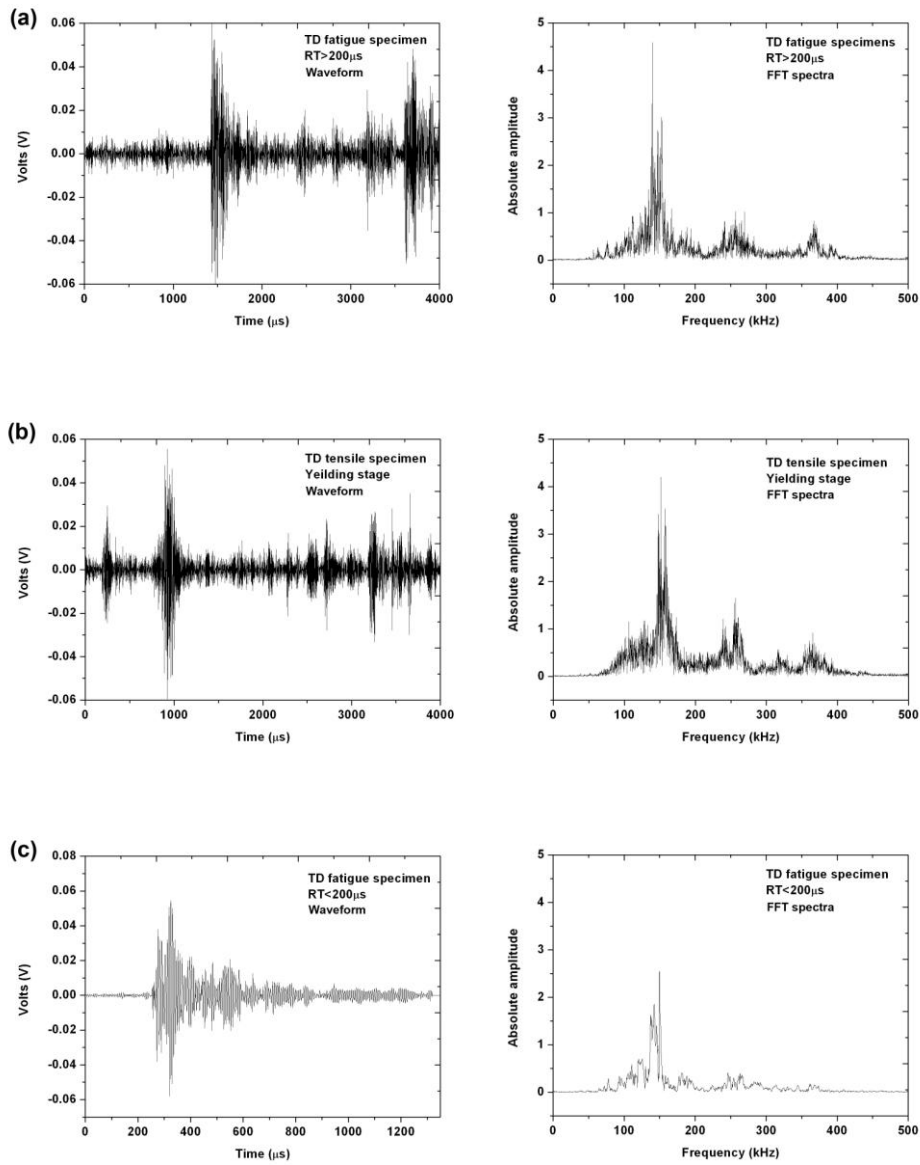 (a)
0.06
0.04
0.02
0.00
-0.02
-0.04
-0.06
Volts (V)
TD fatigue specimen
RT>200μs
Waveform
0 1000 2000 3000 4000
Time (μs)
5
4
3
2
1
0
Absolute amplitude
TD fatigue specimens
RT>200μs
FFT spectra
0 100 200 300 400 500
Frequency (kHz)
(b)
0.06
0.04
0.02
0.00
-0.02
-0.04
-0.06
Volts (V)
TD tensile specimen
Yeilding stage
Waveform
0 1000 2000 3000 4000
Time (μs)
5
4
3
2
1
0
Absolute amplitude
TD tensile specimen
Yielding stage
FFT spectra
0 100 200 300 400 500
Frequency (kHz)
(c)
0.08
0.06
0.04
0.02
0.00
-0.02
-0.04
-0.06
Volts (V)
TD fatigue specimen
RT<200μs
Waveform
0 200 400 600 800 1000 1200
Time (μs)
5
4
3
2
1
0
Absolute amplitude
TD fatigue specimen
RT<200μs
FFT spectra
0 100 200 300 400 500
Frequency (kHz)